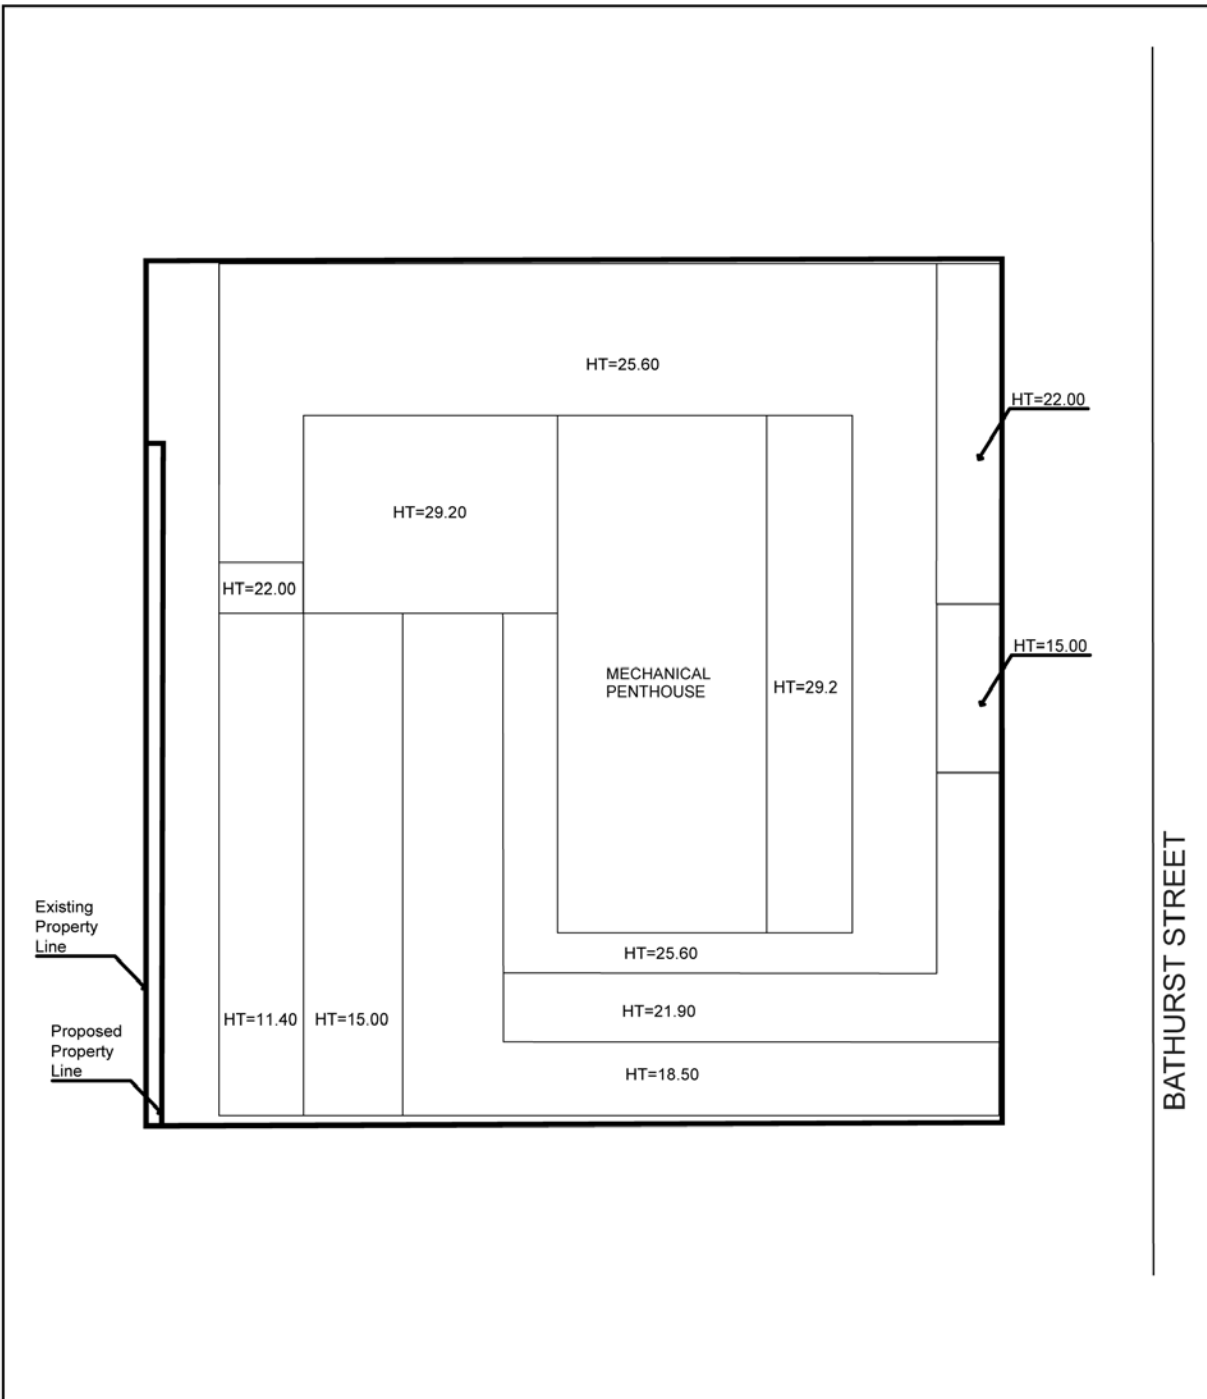 HT=25.60
HT=22.00
HT=29.20
HT=22.00
HT=15.00
MECHANICAL
PENTHOUSE
HT=29.2
Existing
Property
Line
HT=25.60
HT=21.90
HT=11.40
HT=15.00
Proposed
Property
Line
HT=18.50
BATHURST STREET